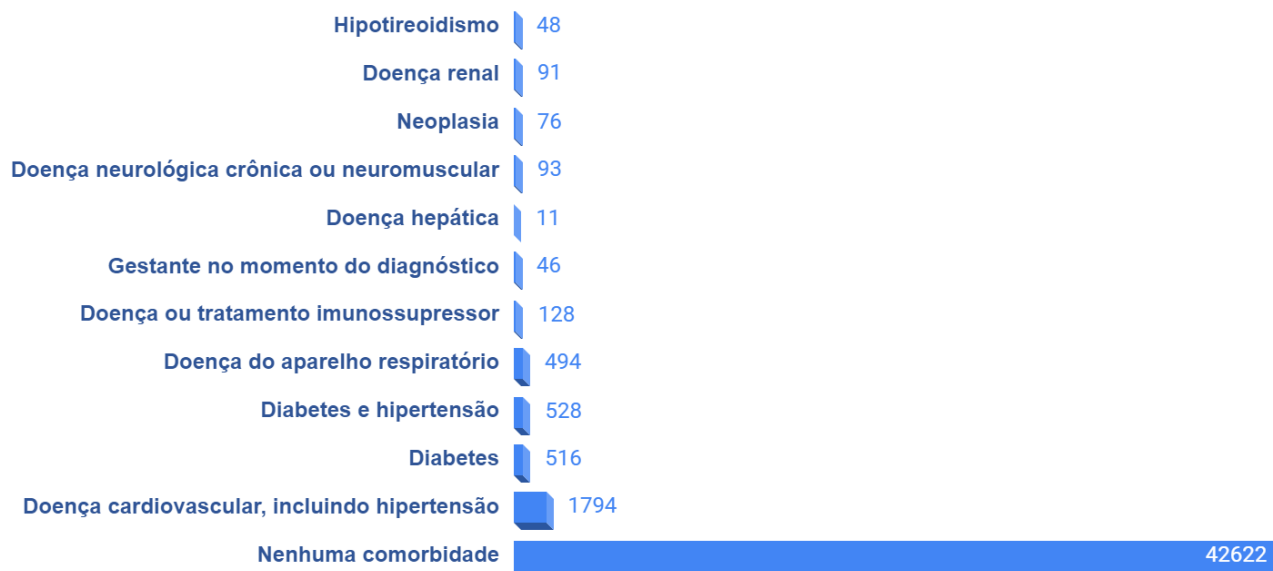 Hipotireoidismo 48
Doença renal 91
Neoplasia 76
Doença neurológica crônica ou neuromuscular 93
Doença hepática 11
Gestante no momento do diagnóstico 46
Doença ou tratamento imunossupressor 128
Doença do aparelho respiratório 494
Diabetes e hipertensão 528
Diabetes 516
Doença cardiovascular, incluindo hipertensão 1794
Nenhuma comorbidade 42622